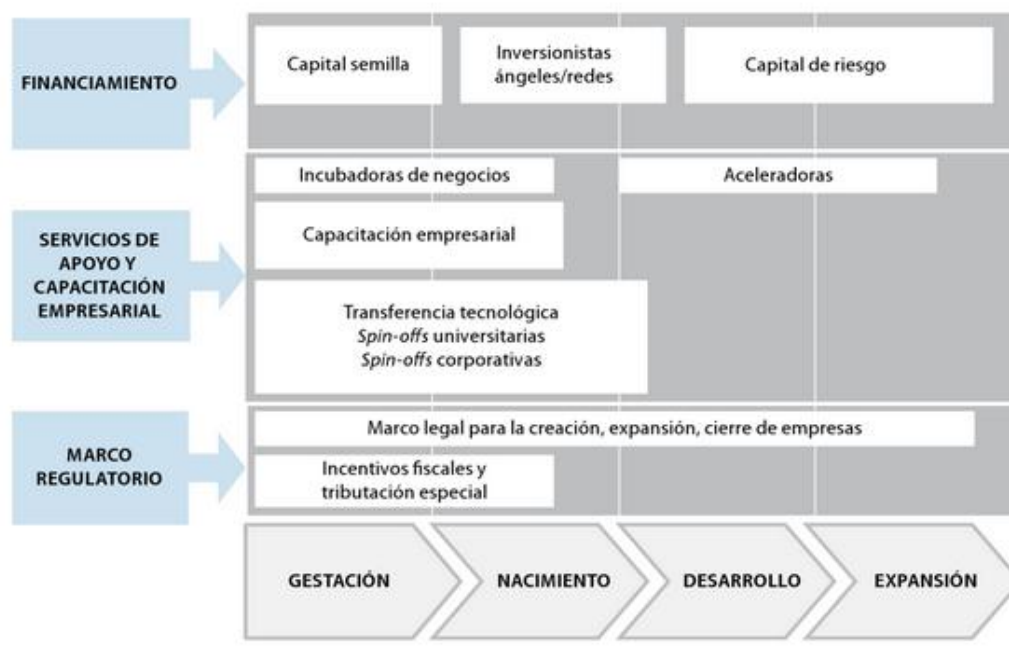 FINANCIAMIENTO
Capital semilla
Inversionistas
ángeles/redes
Capital de riesgo
SERVICIOS DE
APOYO Y
CAPACITACIÓN
EMPRESARIAL
Incubadoras de negocios
Aceleradoras
Capacitación empresarial
Transferencia tecnológica
Spin-offs universitarias
Spin-offs corporativas
MARCO
REGULATORIO
Marco legal para la creación, expansión, cierre de empresas
Incentivos fiscales y
tributación especial
GESTACIÓN
NACIMIENTO
DESARROLLO
EXPANSIÓN